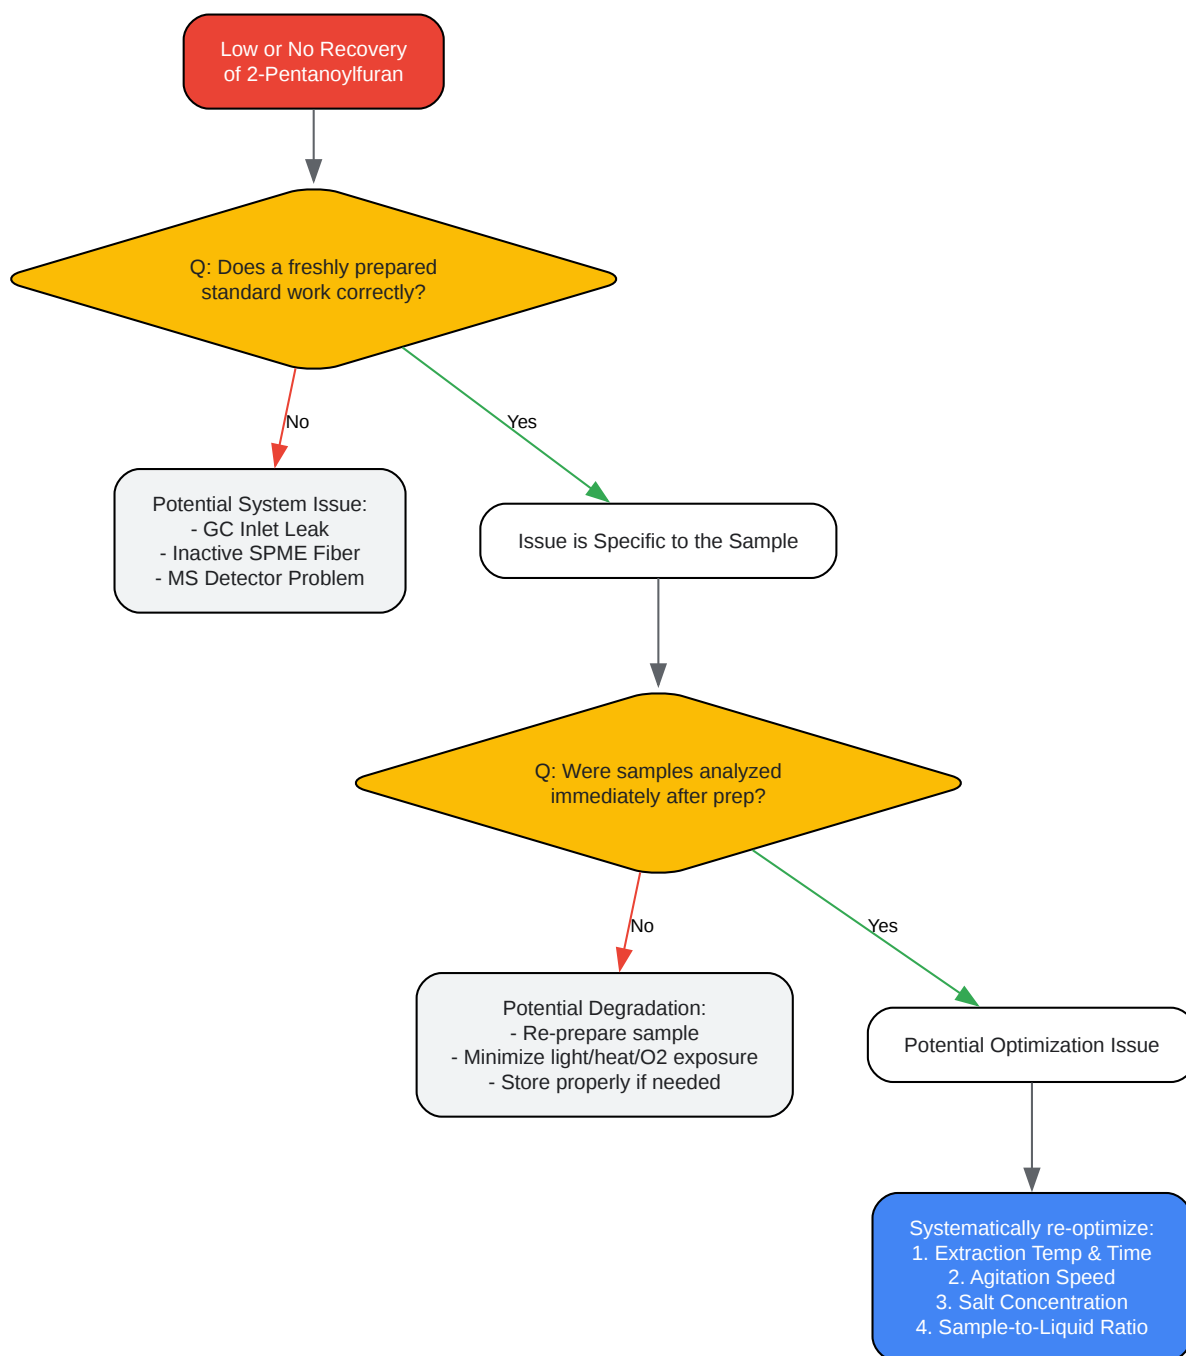 Low or No Recovery
of 2-Pentanoylfuran
Q: Does a freshly prepared
standard work correctly?
No
Yes
Potential System Issue:
- GC Inlet Leak
- Inactive SPME Fiber
- MS Detector Problem
Issue is Specific to the Sample
Q: Were samples analyzed
immediately after prep?
No
Yes
Potential Degradation:
- Re-prepare sample
- Minimize light/heat/O2 exposure
- Store properly if needed
Potential Optimization Issue
Systematically re-optimize:
1. Extraction Temp & Time
2. Agitation Speed
3. Salt Concentration
4. Sample-to-Liquid Ratio